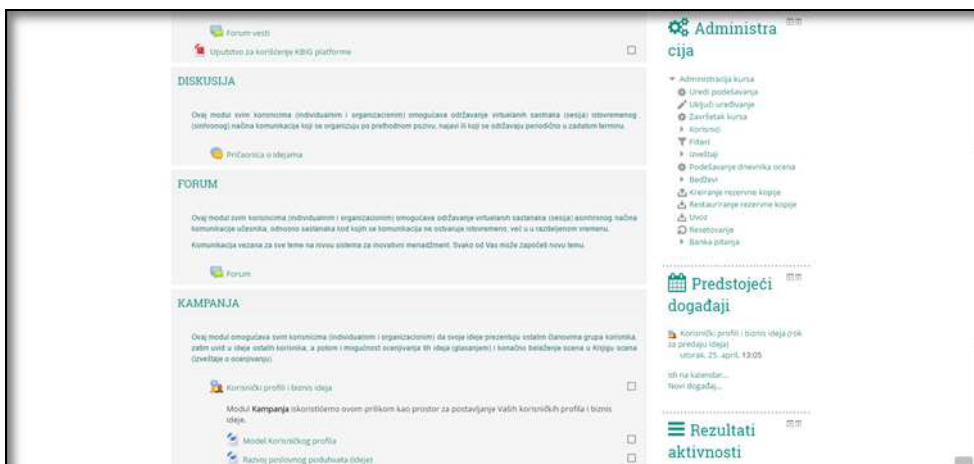 Forum vesti
Uputstvo za korišćenje KBIG platforme
DISKUSIJA
Ovaj modul svim korisnicima (individualnim i organizacionim) omogućava održavanje virtuelnih sastnaka (sesija) istovremenog
(sinhronog) načina komunikacije koji se organizuju po prethodnom pozivu, najavi ili koji se održavaju periodično u zadatom terminu.
Pričaonica o idejama
FORUM
Ovaj modul svim korisnicima (individualnim i organizacionim) omogućava održavanje virtuelanih sastanaka (sesija) asinhronog načina
komunikacije učesnika, odnosno sastanaka kod kojih se komunikacija ne ostvaruje istovremeno, već u u razdeljenom vremenu.
Komunikacija vezana za sve teme na nivou sistema za inovativni menadžment. Svako od Vas može započeti novu temu.
Forum
KAMPANJA
Ovaj modul omogućava svim korisnicima (individualnim i organizacionim) da svoje ideje prezentuju ostalim članovima grupa korisnika,
zatim uvid u ideje ostalih korisnika, a potom i mogućnost ocenjivanja tih ideja (glasanjem) i konačno beleženje ocena u Knjigu ocena
(izveštaje o ocenjivanju).
Korisnički profili i biznis ideja
Modul Kampanja iskoristićemo ovom prilikom kao prostor za postavljanje Vaših korisničkih profila i biznis
ideje.
Model Korisničkog profila
Razvoj poslovnog poduhvata (ideje)
Administra
cija
Administracija kursa
Uredi podešavanja
Uključi uređivanje
Završetak kursa
Korisnici
Filteri
Izveštaji
Podešavanje dnevnika ocena
Bedževi
Kreiranje rezervne kopije
Restauriranje rezervne kopije
Uvoz
Resetovanje
Banka pitanja
Predstojeći
događaji
Korisnički profili i biznis ideja (rok
za predaju ideja)
utorak, 25. april, 13:05
Idi na kalendar...
Novi događaj...
Rezultati
aktivnosti